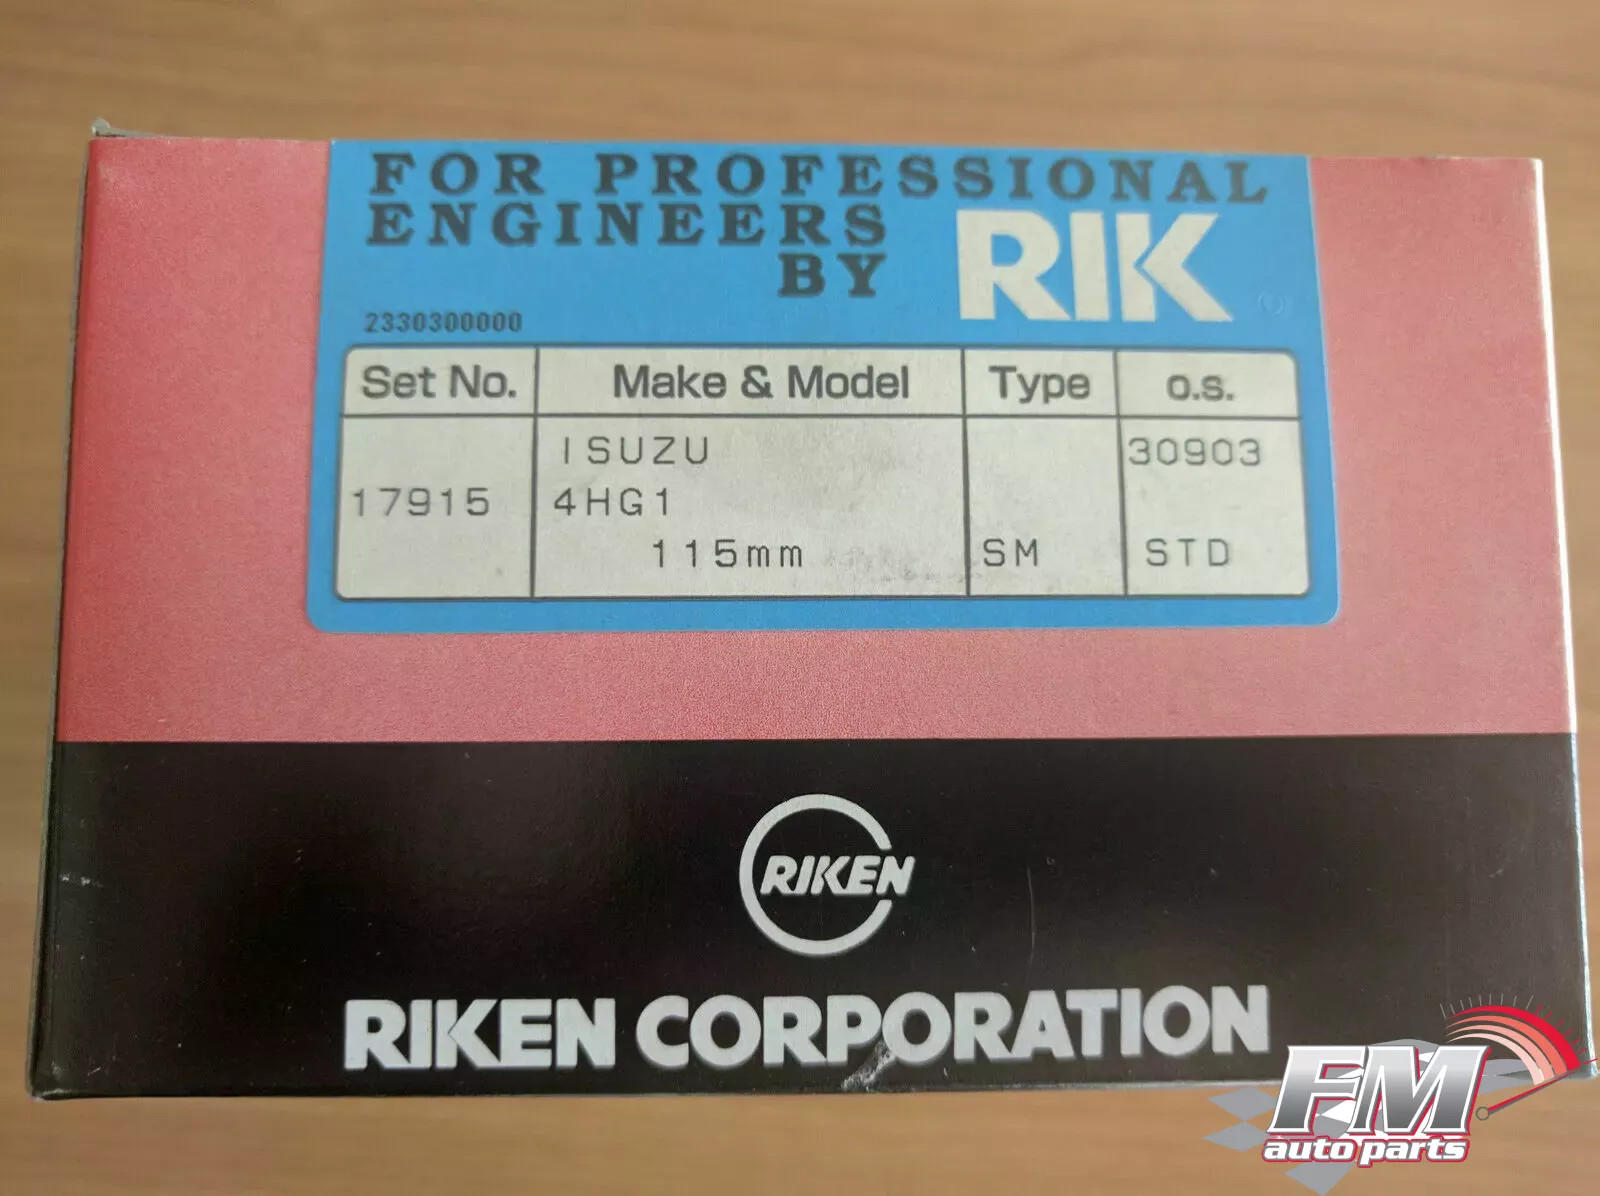 FOR PROFESSIONAL
ENGINEERS
BY RIK
2330300000
Set No. Make & Model Type o.s.
ISUZU 30903
17915 4HG1
115mm SM STD
RIKEN
RIKEN CORPORATION
FM
auto parts